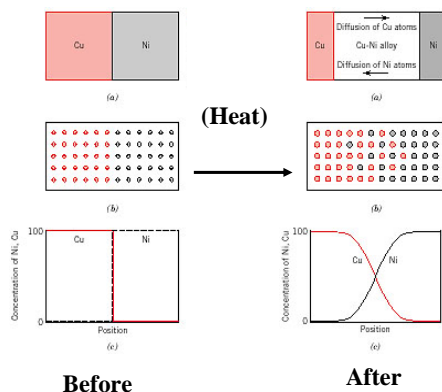 Cu
Ni
(a)
(b)
Concentration of Ni, Cu
100
0
Cu
Ni
Position
(c)
Before
(Heat)
Diffusion of Cu atoms
Cu
Cu-Ni alloy
Ni
Diffusion of Ni atoms
(a)
(b)
Concentration of Ni, Cu
100
0
Cu
Ni
Position
(c)
After